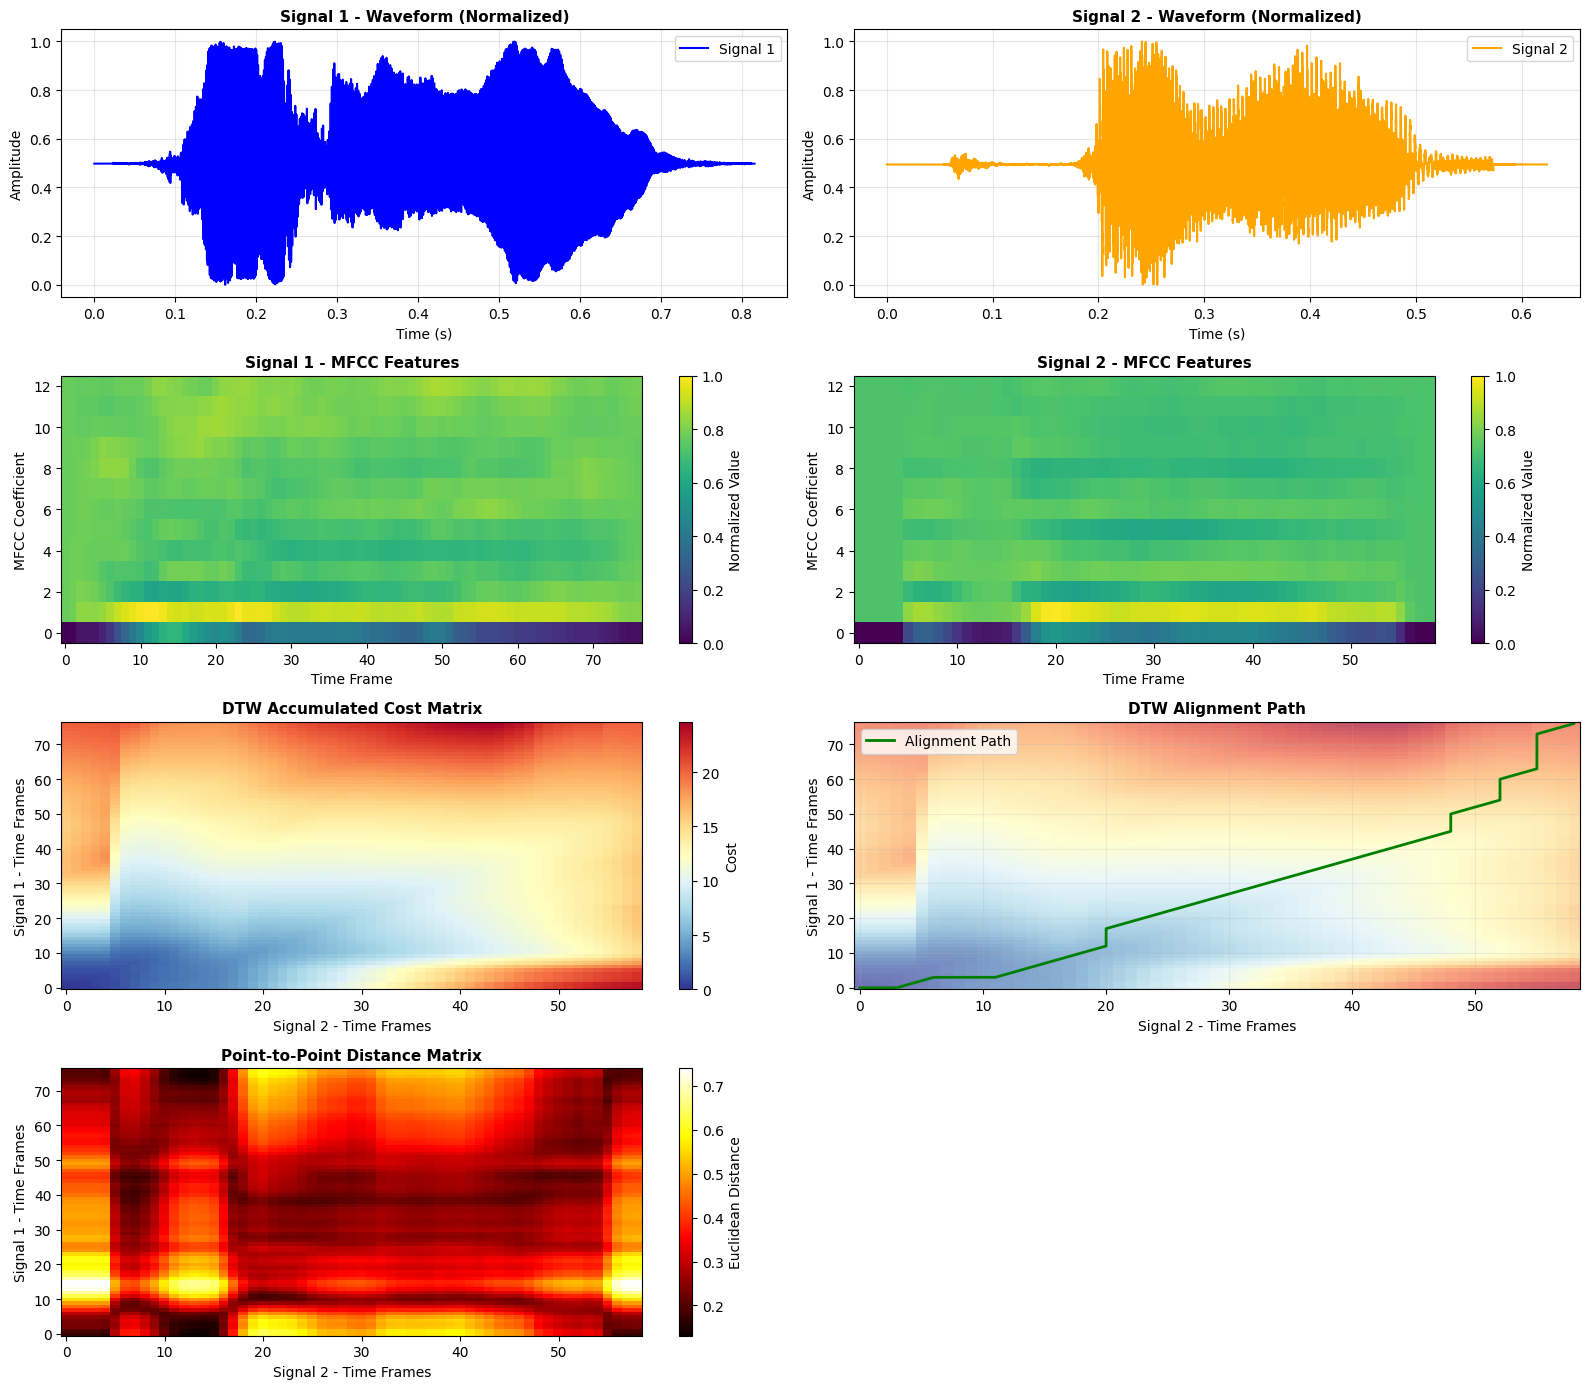 Signal 1 - Waveform (Normalized)
Signal 1
Amplitude
1.0
0.8
0.6
0.4
0.2
0.0
0.0 0.1 0.2 0.3 0.4 0.5 0.6 0.7 0.8
Time (s)
Signal 2 - Waveform (Normalized)
Signal 2
Amplitude
1.0
0.8
0.6
0.4
0.2
0.0
0.0 0.1 0.2 0.3 0.4 0.5 0.6
Time (s)
Signal 1 - MFCC Features
MFCC Coefficient
12
10
8
6
4
2
0
0 10 20 30 40 50 60 70
Time Frame
1.0
0.8
0.6
0.4
0.2
0.0
Normalized Value
Signal 2 - MFCC Features
MFCC Coefficient
12
10
8
6
4
2
0
0 10 20 30 40 50
Time Frame
1.0
0.8
0.6
0.4
0.2
0.0
Normalized Value
DTW Accumulated Cost Matrix
Signal 1 - Time Frames
70
60
50
40
30
20
10
0
0 10 20 30 40 50
Signal 2 - Time Frames
20
15
10
5
0
Cost
DTW Alignment Path
Alignment Path
Signal 1 - Time Frames
70
60
50
40
30
20
10
0
0 10 20 30 40 50
Signal 2 - Time Frames
Point-to-Point Distance Matrix
Signal 1 - Time Frames
70
60
50
40
30
20
10
0
0 10 20 30 40 50
Signal 2 - Time Frames
0.7
0.6
0.5
0.4
0.3
0.2
Euclidean Distance